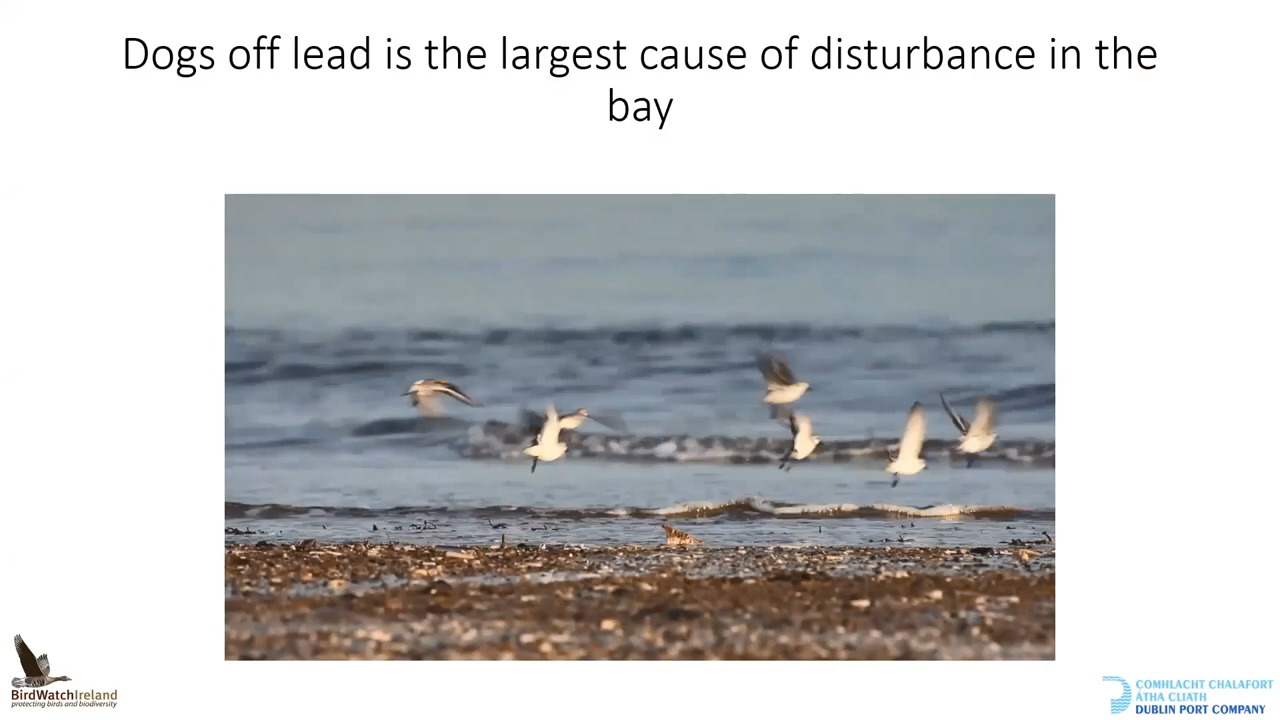 Dogs off lead is the largest cause of disturbance in the
bay
BirdWatchIreland
protecting birds and biodiversity
COMHLACHT CHALAFORT
ÁTHA CLIATH
DUBLIN PORT COMPANY